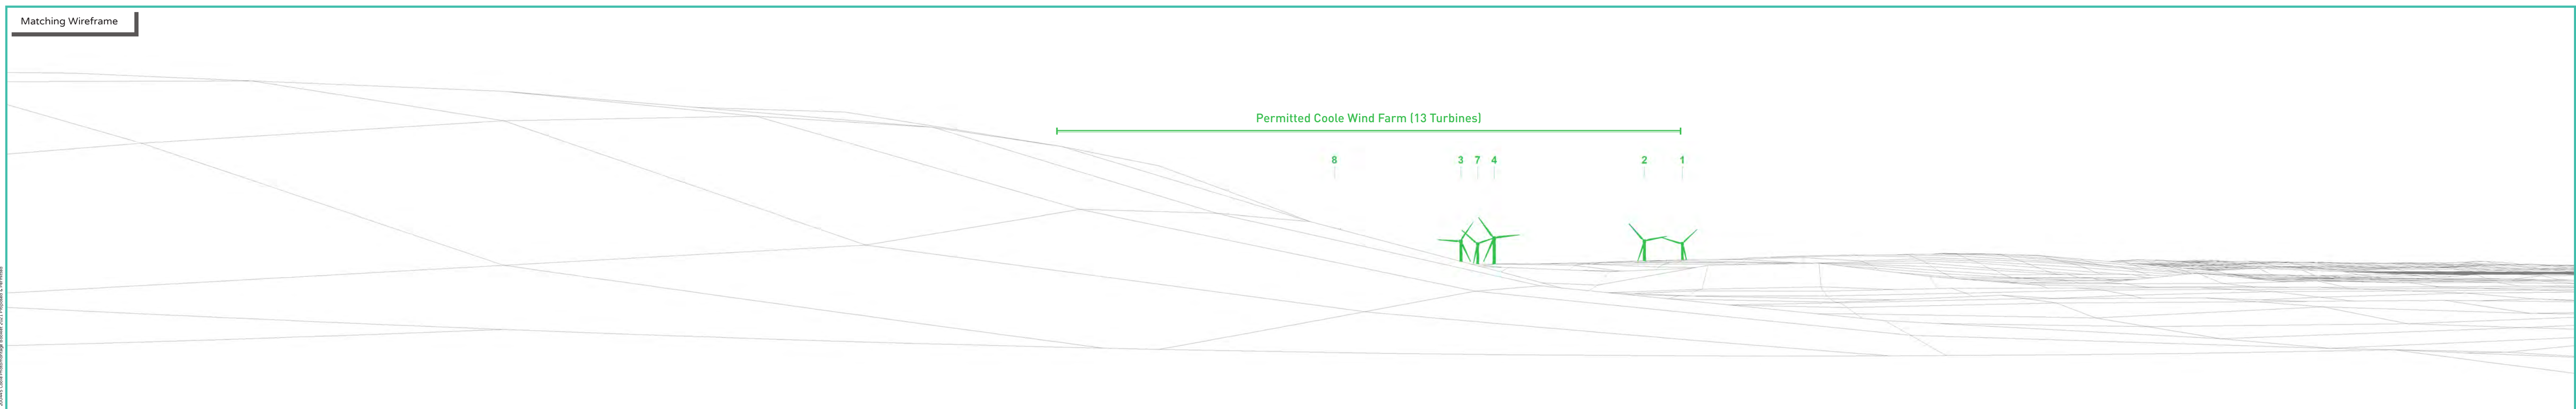 Matching Wireframe
Permitted Coole Wind Farm (13 Turbines)
8 3 7 4 2 1